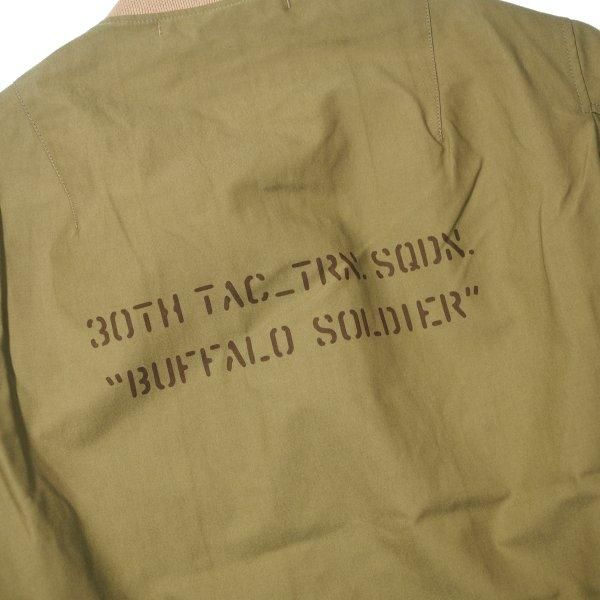 30TH TAC_TRN. SQDN.
"BUFFALO SOLDIER"